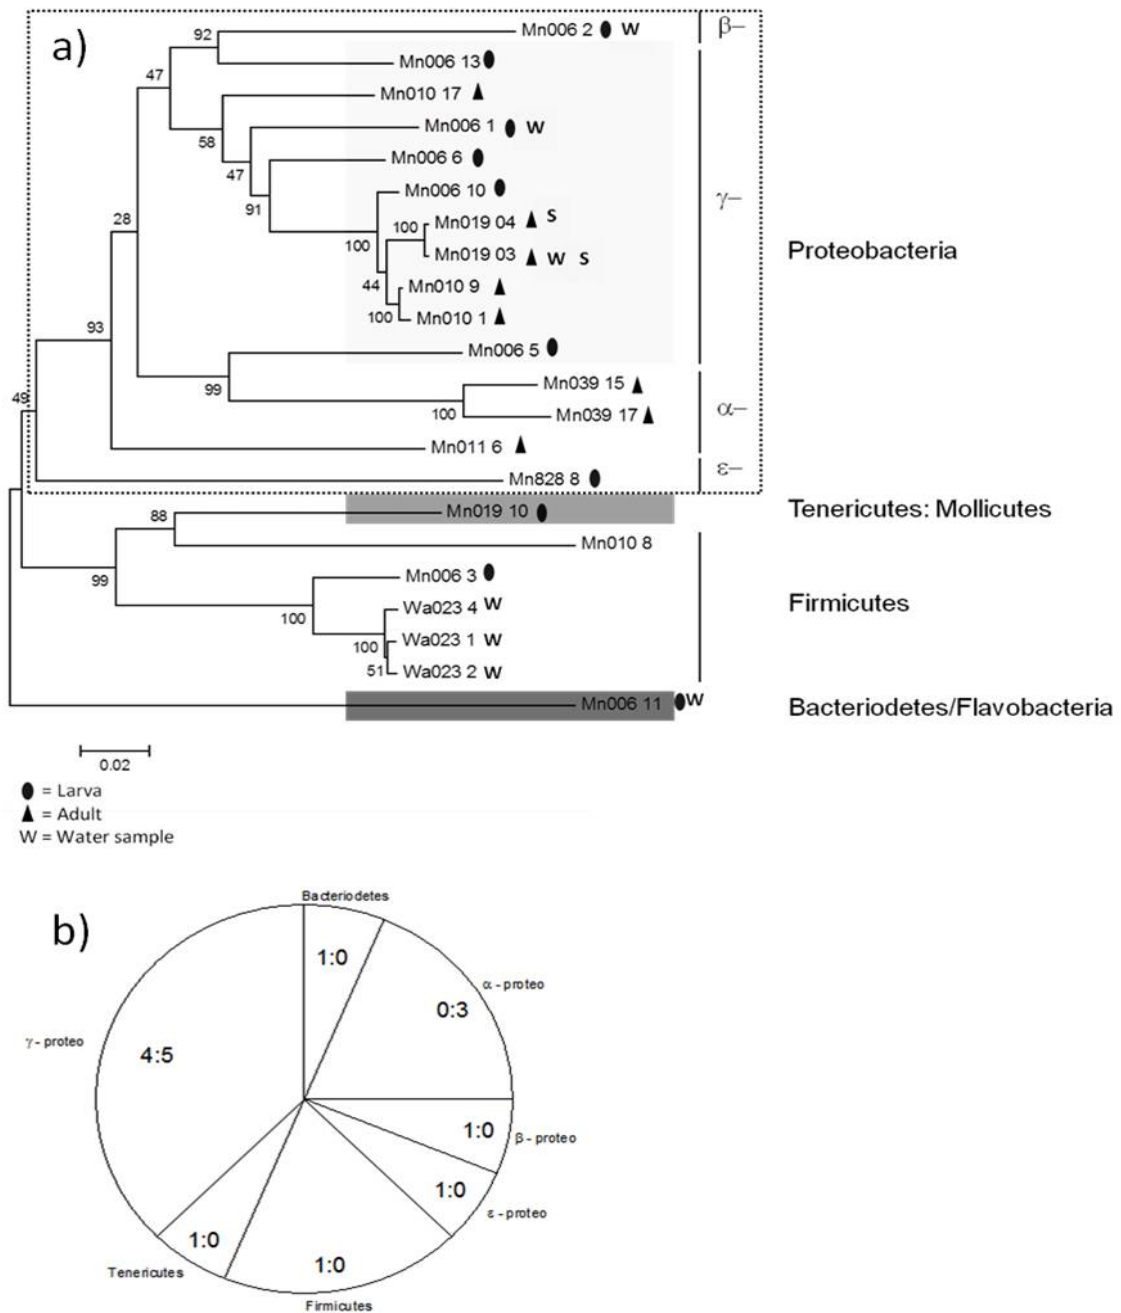 a)
92
Mn006 2 W
β–
Mn006 13
47
Mn010 17
58
Mn006 1 W
47
Mn006 6
91
Mn006 10
γ–
28
100
Mn019 04 S
100
Mn019 03 W S
Proteobacteria
44
Mn010 9
100
Mn010 1
93
Mn006 5
99
Mn039 15
49
100
Mn039 17
α–
Mn011 6
ε–
Mn828 8
88
Mn019 10
Tenericutes: Mollicutes
Mn010 8
99
Mn006 3
100
Wa023 4 W
Firmicutes
100
Wa023 1 W
51
Wa023 2 W
Mn006 11 W
Bacteriodetes/Flavobacteria
0.02
= Larva
= Adult
W = Water sample
b)
Bacteriodetes
1:0
α - proteo
0:3
γ - proteo
4:5
1:0
β - proteo
1:0
ε - proteo
1:0
Tenericutes
1:0
Firmicutes